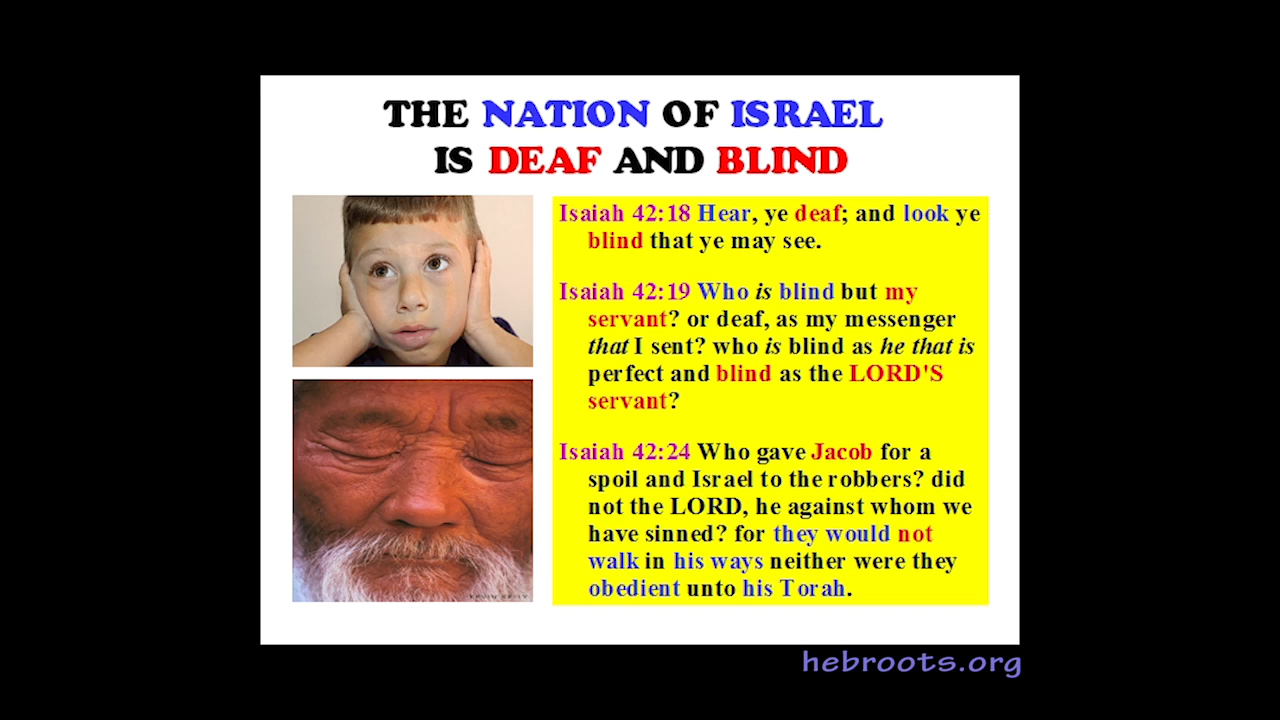 THE NATION OF ISRAEL
IS DEAF AND BLIND
Isaiah 42:18 Hear, ye deaf; and look ye
blind that ye may see.
Isaiah 42:19 Who is blind but my
servant? or deaf, as my messenger
that I sent? who is blind as he that is
perfect and blind as the LORD'S
servant?
Isaiah 42:24 Who gave Jacob for a
spoil and Israel to the robbers? did
not the LORD, he against whom we
have sinned? for they would not
walk in his ways neither were they
obedient unto his Torah.
hebroots.org